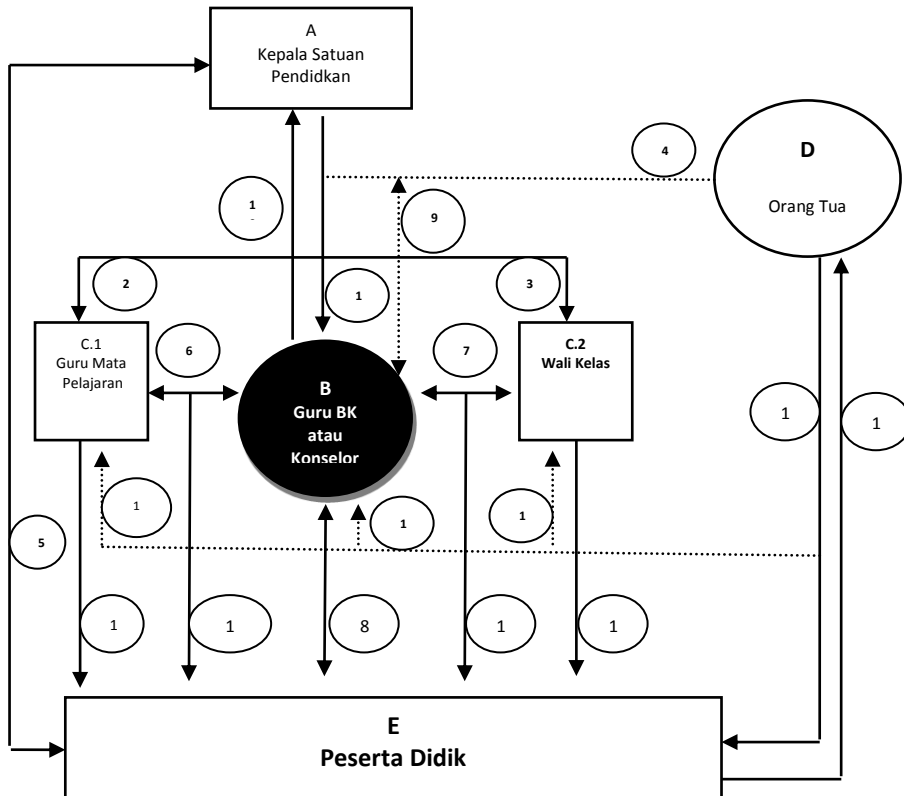 A
Kepala Satuan
Pendidkan
4
D
Orang Tua
1
9
2
3
1
C.1
Guru Mata
Pelajaran
6
7
C.2
Wali Kelas
B
Guru BK
atau
Konselor
1
1
1
1
1
5
1
1
8
1
1
E
Peserta Didik